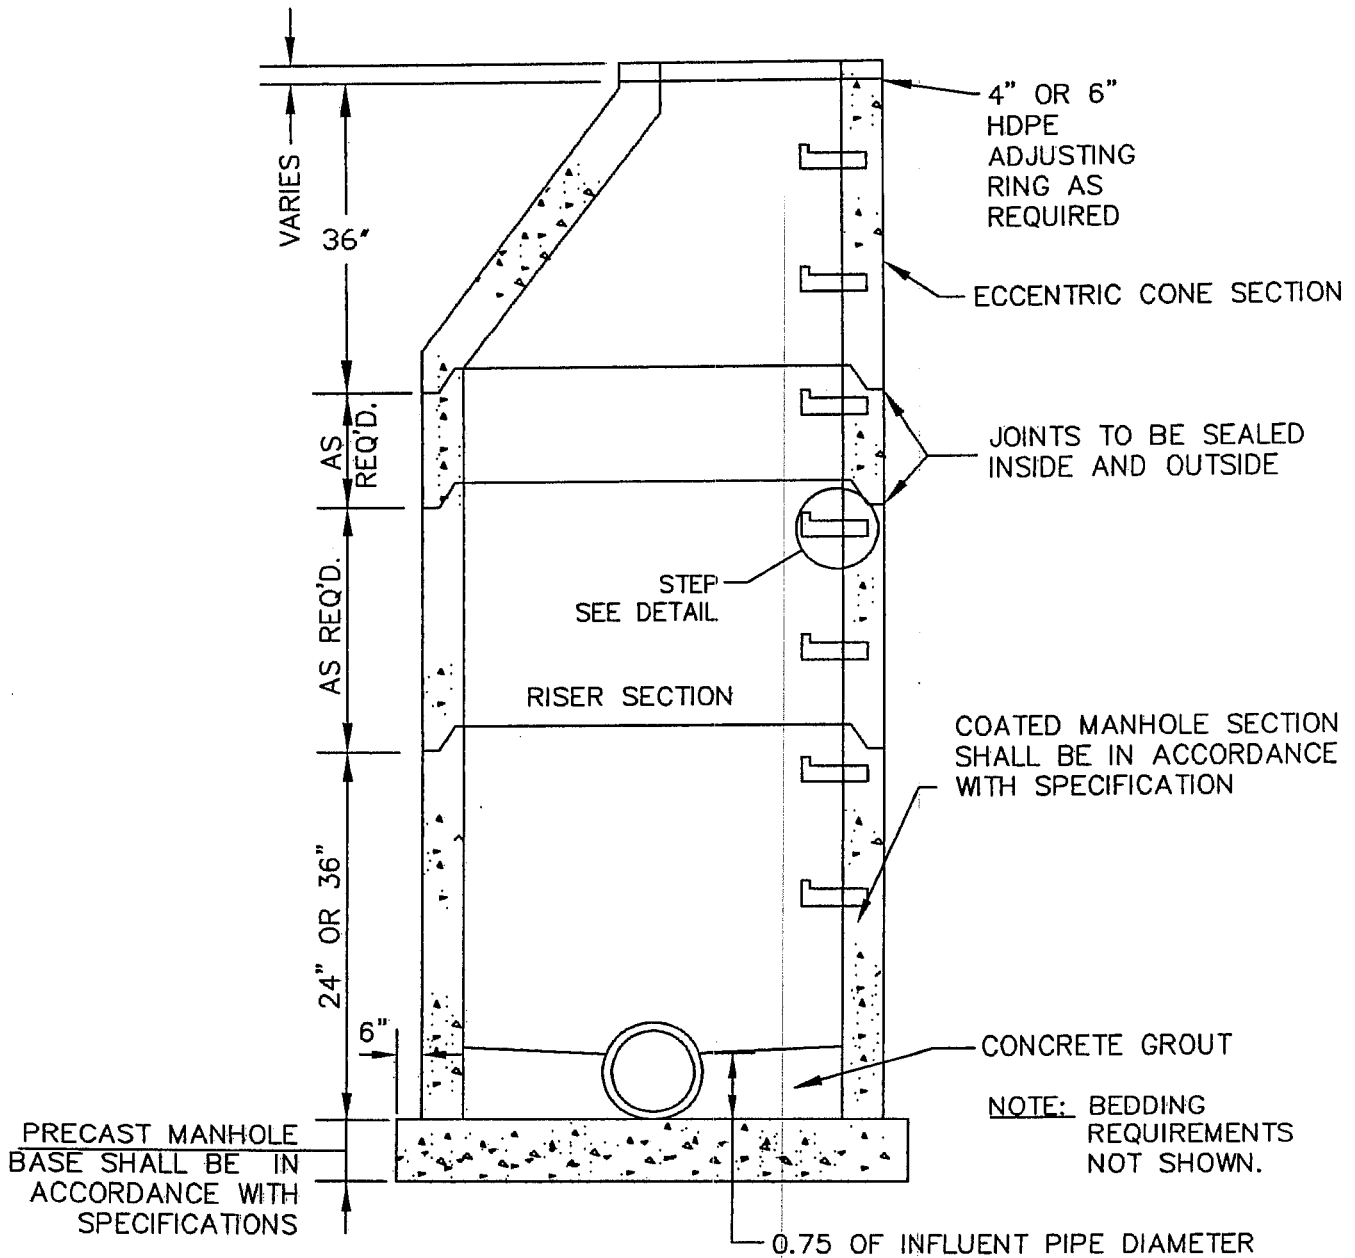 4" OR 6"
HDPE
ADJUSTING
RING AS
REQUIRED
VARIES
36"
ECCENTRIC CONE SECTION
AS
REQ'D.
JOINTS TO BE SEALED
INSIDE AND OUTSIDE
AS REQ'D.
STEP
SEE DETAIL
RISER SECTION
COATED MANHOLE SECTION
SHALL BE IN ACCORDANCE
WITH SPECIFICATION
24" OR 36"
6"
CONCRETE GROUT
NOTE: BEDDING
REQUIREMENTS
NOT SHOWN.
PRECAST MANHOLE
BASE SHALL BE IN
ACCORDANCE WITH
SPECIFICATIONS
0.75 OF INFLUENT PIPE DIAMETER